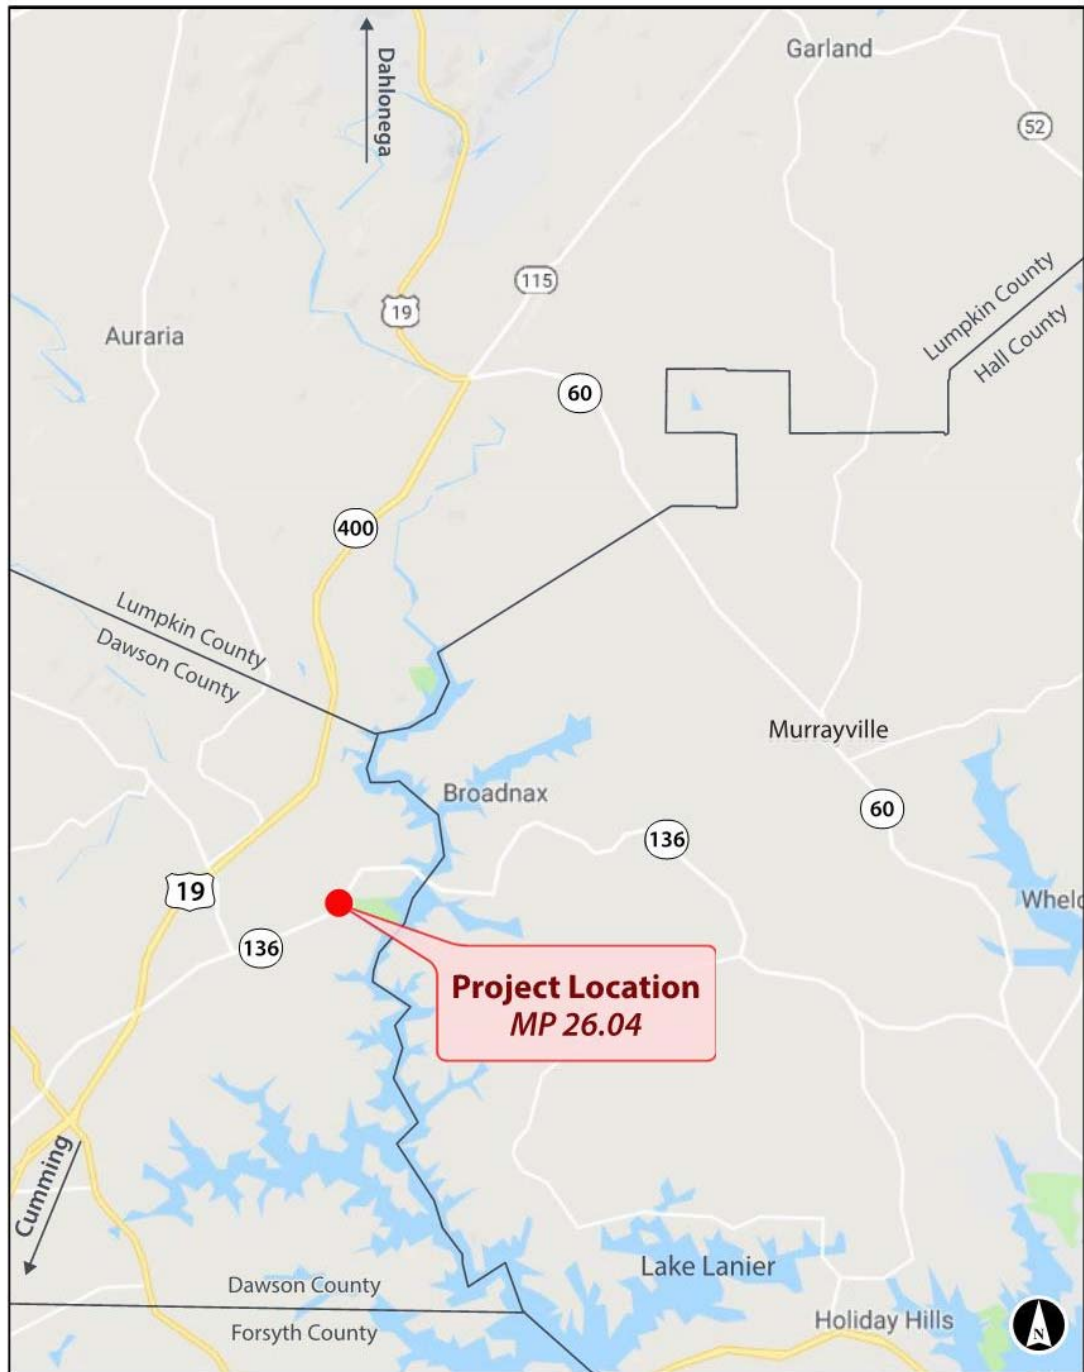 Garland
Dahlonega
52
115
19
Lumpkin County
Hall County
Auraria
60
400
Lumpkin County
Dawson County
Murrayville
Broadnax
60
136
19
Whel
136
Project Location
MP 26.04
Cumming
Lake Lanier
Dawson County
Forsyth County
Holiday Hills
N